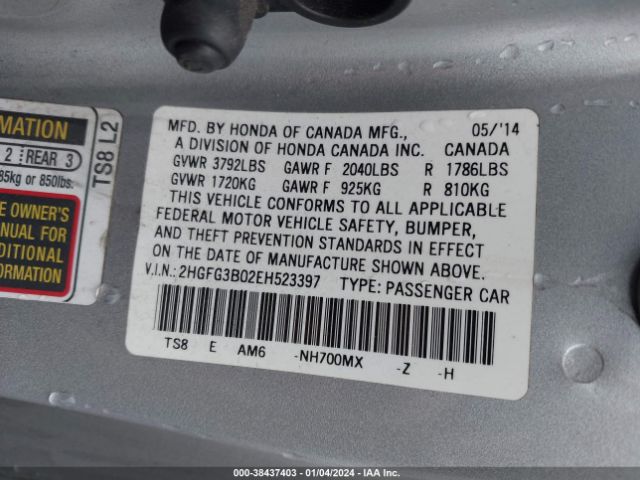 MATION
2 REAR 3
85kg or 850lbs.
E OWNER'S
ANUAL FOR
DITIONAL
FORMATION
TS8 L2
MFD. BY HONDA OF CANADA MFG., 05/'14
A DIVISION OF HONDA CANADA INC. CANADA
GVWR 3792LBS GAWR F 2040LBS R 1786LBS
GVWR 1720KG GAWR F 925KG R 810KG
THIS VEHICLE CONFORMS TO ALL APPLICABLE
FEDERAL MOTOR VEHICLE SAFETY, BUMPER,
AND THEFT PREVENTION STANDARDS IN EFFECT
ON THE DATE OF MANUFACTURE SHOWN ABOVE.
V.I.N.: 2HGFG3B02EH523397 TYPE: PASSENGER CAR
TS8 E AM6 -NH700MX -Z -H
000-38437403 - 01/04/2024 - IAA Inc.